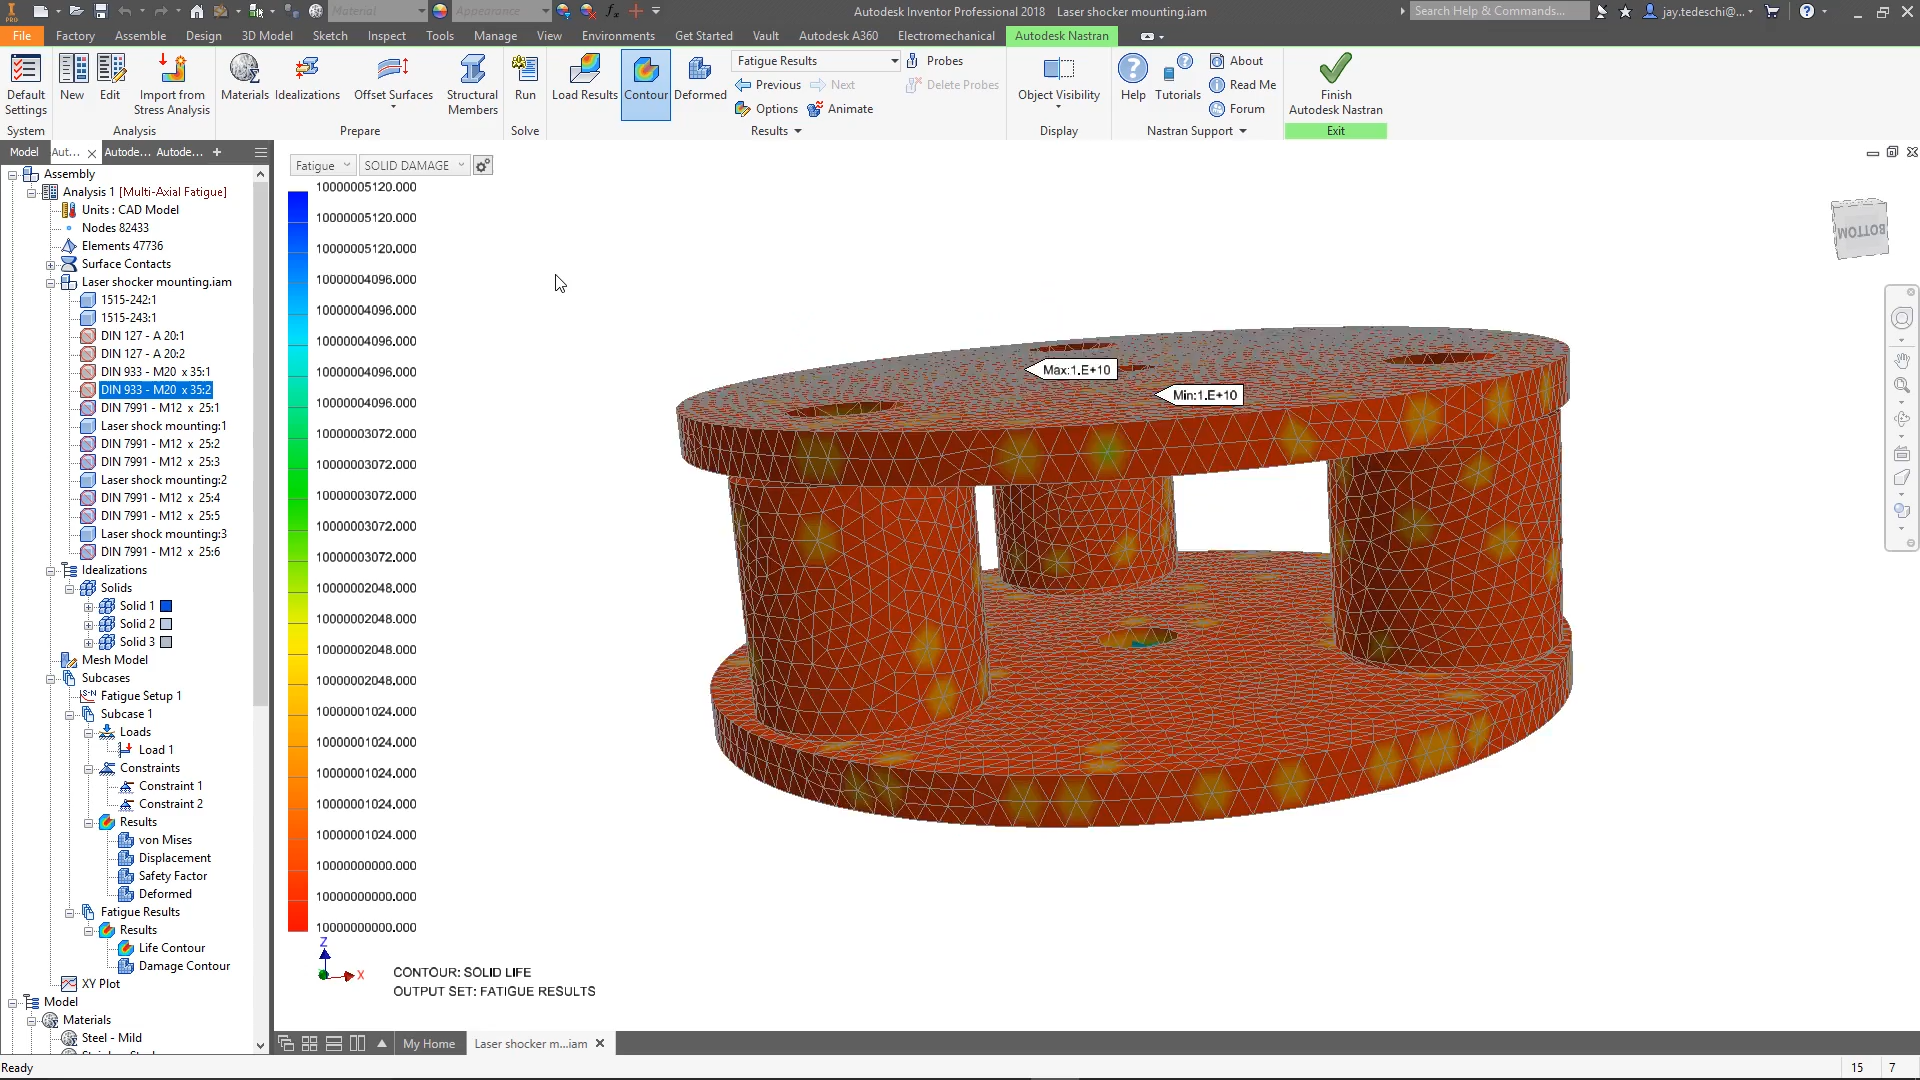 PRO
Material
Appearance
Autodesk Inventor Professional 2018 Laser shocker mounting.iam
Search Help & Commands...
jay.tedeschi@...
File Factory Assemble Design 3D Model Sketch Inspect Tools Manage View Environments Get Started Vault Autodesk A360 Electromechanical Autodesk Nastran
Default Settings
System
New
Edit
Import from Stress Analysis
Analysis
Materials
Idealizations
Offset Surfaces
Structural Members
Prepare
Run
Solve
Load Results
Contour
Deformed
Fatigue Results
Previous
Next
Options
Animate
Probes
Delete Probes
Results
Object Visibility
Display
Help
Tutorials
About
Read Me
Forum
Nastran Support
Finish Autodesk Nastran
Exit
Model Aut... Autode... Autode...
Assembly
Analysis 1 [Multi-Axial Fatigue]
Units : CAD Model
Nodes 82433
Elements 47736
Surface Contacts
Laser shocker mounting.iam
1515-242:1
1515-243:1
DIN 127 - A 20:1
DIN 127 - A 20:2
DIN 933 - M20 x 35:1
DIN 933 - M20 x 35:2
DIN 7991 - M12 x 25:1
Laser shock mounting:1
DIN 7991 - M12 x 25:2
DIN 7991 - M12 x 25:3
Laser shock mounting:2
DIN 7991 - M12 x 25:4
DIN 7991 - M12 x 25:5
Laser shock mounting:3
DIN 7991 - M12 x 25:6
Idealizations
Solids
Solid 1
Solid 2
Solid 3
Mesh Model
Subcases
Fatigue Setup 1
Subcase 1
Loads
Load 1
Constraints
Constraint 1
Constraint 2
Results
von Mises
Displacement
Safety Factor
Deformed
Fatigue Results
Results
Life Contour
Damage Contour
XY Plot
Model
Materials
Steel - Mild
Fatigue SOLID DAMAGE
10000005120.000
10000005120.000
10000005120.000
10000004096.000
10000004096.000
10000004096.000
10000004096.000
10000004096.000
10000003072.000
10000003072.000
10000003072.000
10000003072.000
10000003072.000
10000002048.000
10000002048.000
10000002048.000
10000002048.000
10000001024.000
10000001024.000
10000001024.000
10000001024.000
10000001024.000
10000000000.000
10000000000.000
10000000000.000
Max:1.E+10
Min:1.E+10
BOTTOM
Z
X
CONTOUR: SOLID LIFE
OUTPUT SET: FATIGUE RESULTS
My Home Laser shocker m...iam
Ready
15 7